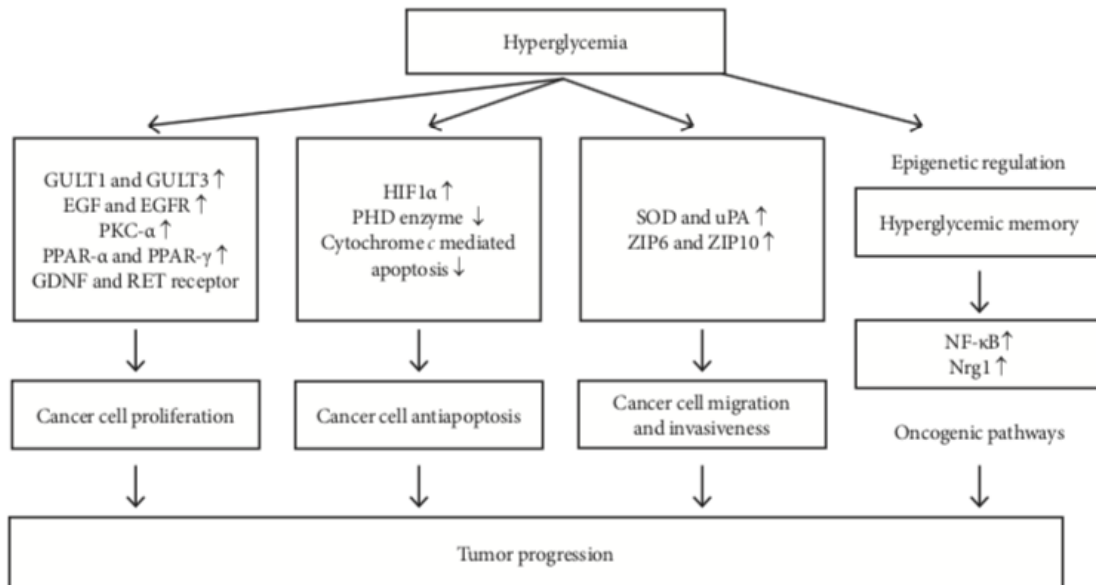 Hyperglycemia
GULT1 and GULT3 ↑
EGF and EGFR ↑
PKC-α ↑
PPAR-α and PPAR-γ ↑
GDNF and RET receptor
HIF1α ↑
PHD enzyme ↓
Cytochrome c mediated
apoptosis ↓
SOD and uPA ↑
ZIP6 and ZIP10 ↑
Epigenetic regulation
Hyperglycemic memory
NF-κB ↑
Nrg1 ↑
Cancer cell proliferation
Cancer cell antiapoptosis
Cancer cell migration
and invasiveness
Oncogenic pathways
Tumor progression